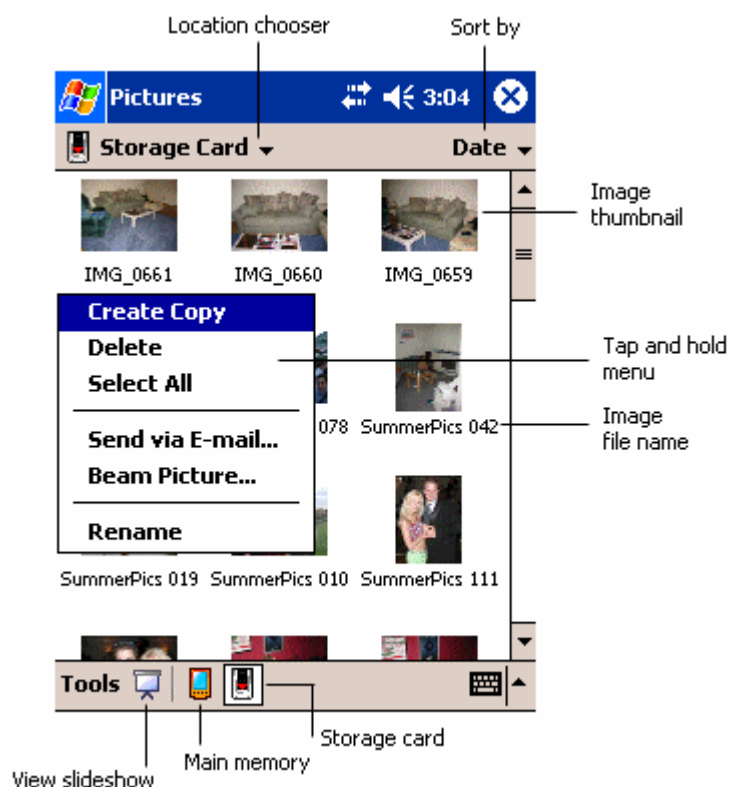 Location chooser
Sort by
Pictures 3:04
Storage Card Date
Image
thumbnail
IMG_0661 IMG_0660 IMG_0659
Create Copy
Delete
Select All
Tap and hold
menu
Send via E-mail...
078 SummerPics 042
Image
file name
Beam Picture...
Rename
SummerPics 019 SummerPics 010 SummerPics 111
Tools
Storage card
Main memory
View slideshow